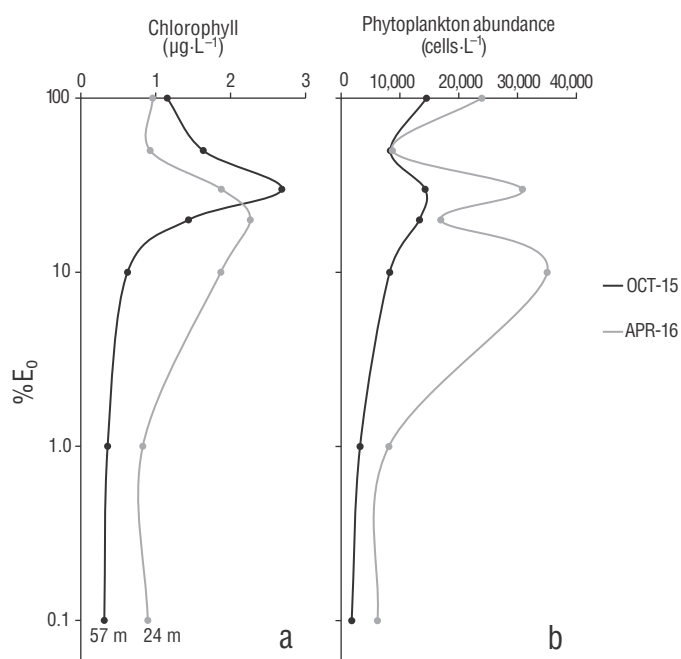 Chlorophyll
(µg·L⁻¹)
Phytoplankton abundance
(cells·L⁻¹)
0 1 2 3
0 10,000 20,000 30,000 40,000
100
10
1.0
0.1
%E₀
OCT-15
APR-16
57 m 24 m
a
b